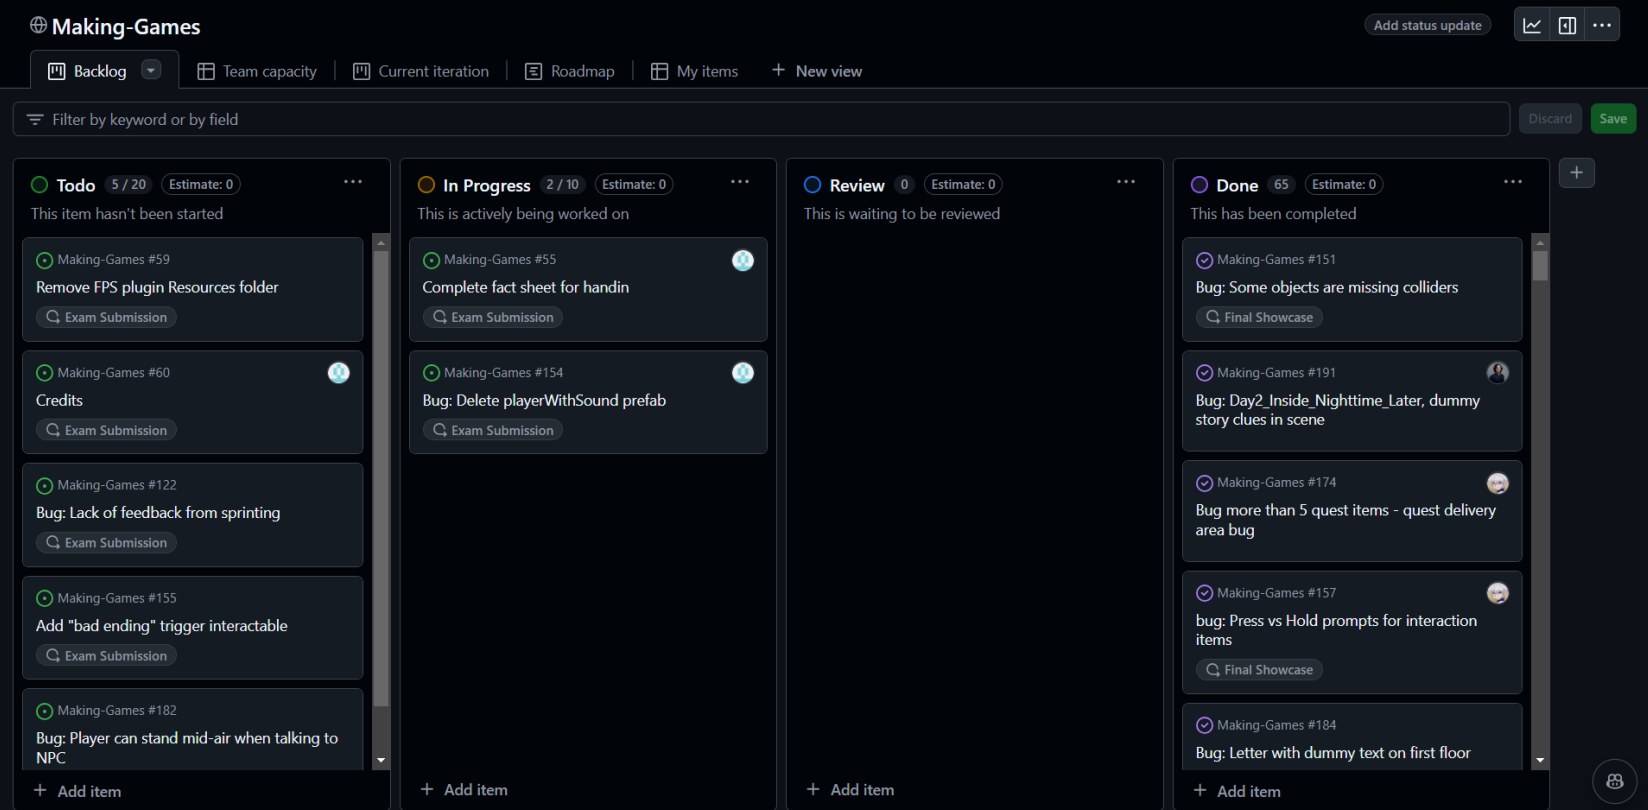 Making-Games
Add status update
Backlog
Team capacity
Current iteration
Roadmap
My items
New view
Filter by keyword or by field
Discard
Save
Todo 5 / 20 Estimate: 0
This item hasn't been started
Making-Games #59
Remove FPS plugin Resources folder
Exam Submission
Making-Games #60
Credits
Exam Submission
Making-Games #122
Bug: Lack of feedback from sprinting
Exam Submission
Making-Games #155
Add "bad ending" trigger interactable
Exam Submission
Making-Games #182
Bug: Player can stand mid-air when talking to
NPC
Add item
In Progress 2 / 10 Estimate: 0
This is actively being worked on
Making-Games #55
Complete fact sheet for handin
Exam Submission
Making-Games #154
Bug: Delete playerWithSound prefab
Exam Submission
Add item
Review 0 Estimate: 0
This is waiting to be reviewed
Add item
Done 65 Estimate: 0
This has been completed
Making-Games #151
Bug: Some objects are missing colliders
Final Showcase
Making-Games #191
Bug: Day2_Inside_Nighttime_Later, dummy
story clues in scene
Making-Games #174
Bug more than 5 quest items - quest delivery
area bug
Making-Games #157
bug: Press vs Hold prompts for interaction
items
Final Showcase
Making-Games #184
Bug: Letter with dummy text on first floor
Add item